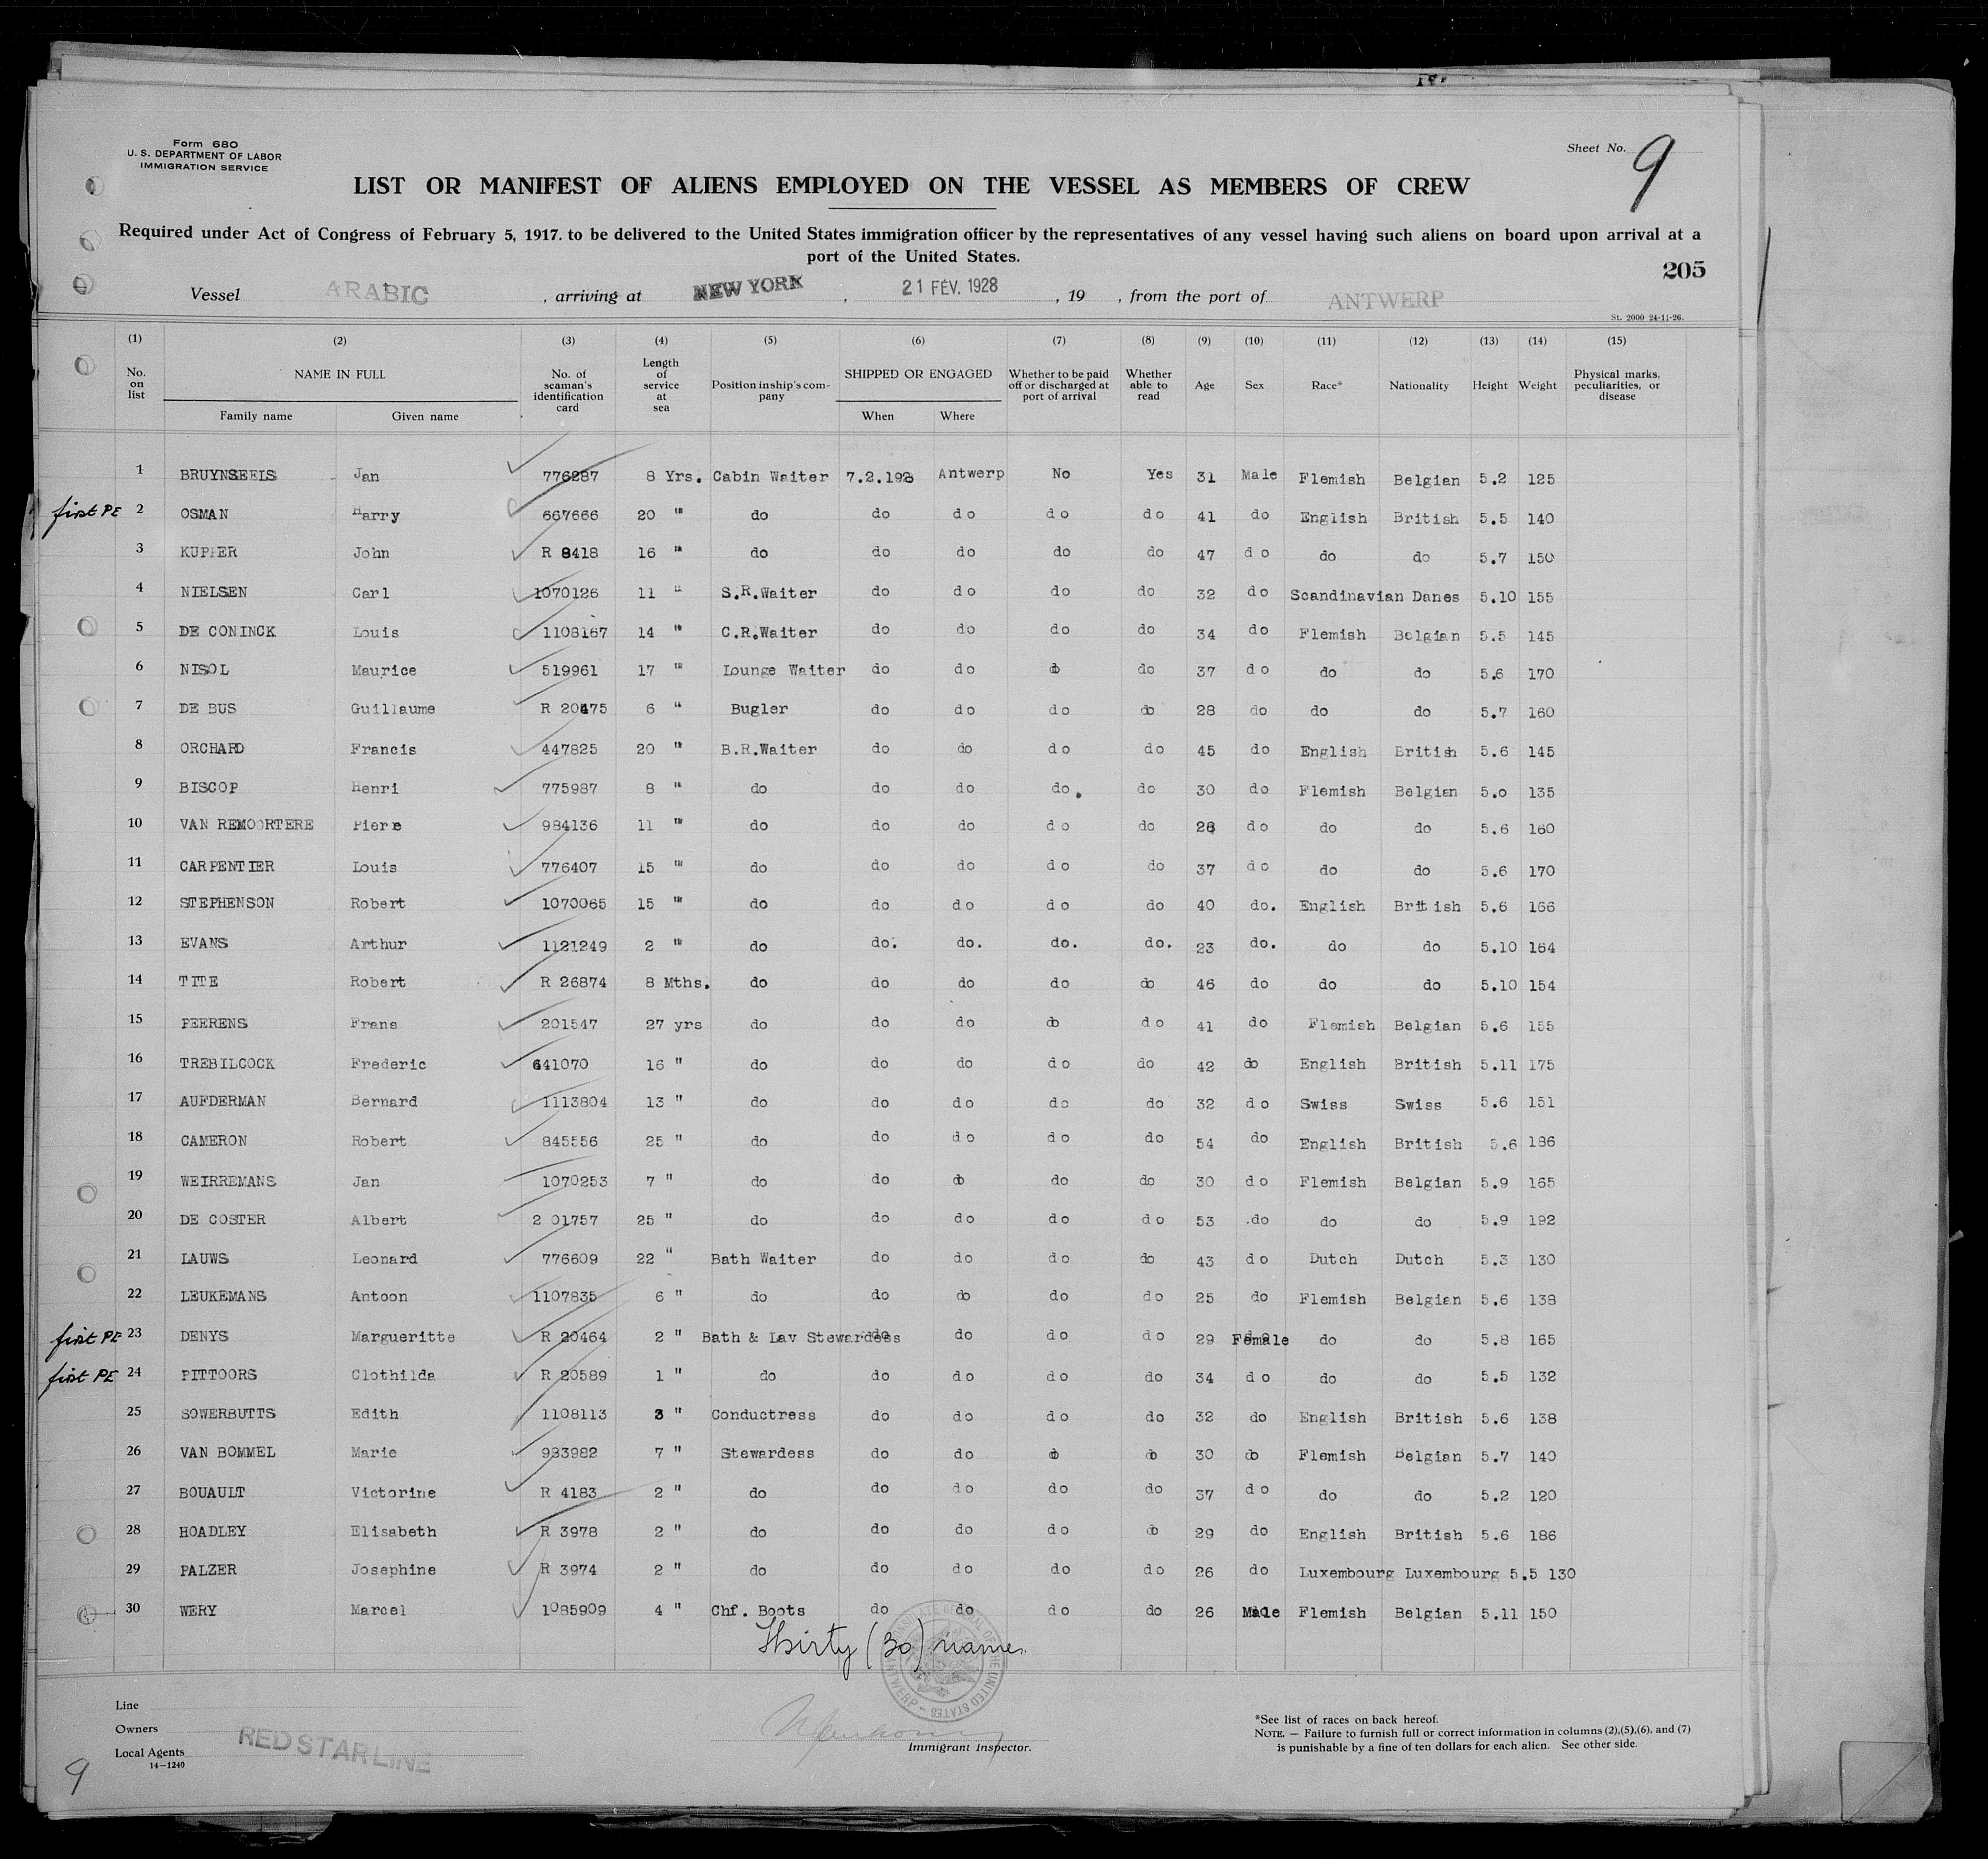 Form 680
U. S. DEPARTMENT OF LABOR
IMMIGRATION SERVICE
Sheet No. 9
LIST OR MANIFEST OF ALIENS EMPLOYED ON THE VESSEL AS MEMBERS OF CREW
Required under Act of Congress of February 5, 1917. to be delivered to the United States immigration officer by the representatives of any vessel having such aliens on board upon arrival at a
port of the United States.
205
Vessel ARABIC , arriving at NEW YORK , 21 FÉV. 1928 , 19 , from the port of ANTWERP
St. 2000 24-11-26.
(1) (2) (3) (4) (5) (6) (7) (8) (9) (10) (11) (12) (13) (14) (15)
No. on list NAME IN FULL No. of seaman's identification card Length of service at sea Position in ship's company SHIPPED OR ENGAGED Whether to be paid off or discharged at port of arrival Whether able to read Age Sex Race* Nationality Height Weight Physical marks, peculiarities, or disease
Family name Given name When Where
1 BRUYNSEELS Jan 776287 8 Yrs. Cabin Waiter 7.2.1928 Antwerp No Yes 31 Male Flemish Belgian 5.2 125
first PE 2 OSMAN Harry 667666 20 " do do do do do 41 do English British 5.5 140
3 KUPFER John R 8418 16 " do do do do do 47 do do do 5.7 150
4 NIELSEN Carl 1070126 11 " S.R.Waiter do do do do 32 do Scandinavian Danes 5.10 155
5 DE CONINCK Louis 1108167 14 " C.R.Waiter do do do do 34 do Flemish Belgian 5.5 145
6 NISOL Maurice 519961 17 " Lounge Waiter do do do do 37 do do do 5.6 170
7 DE BUS Guillaume R 20475 6 " Bugler do do do do 28 do do do 5.7 160
8 ORCHARD Francis 447825 20 " B.R.Waiter do do do do 45 do English British 5.6 145
9 BISCOP Henri 775987 8 " do do do do. do 30 do Flemish Belgian 5.0 135
10 VAN REMOORTERE Pierre 984136 11 " do do do do do 28 do do do 5.6 160
11 CARPENTIER Louis 776407 15 " do do do do do 37 do do do 5.6 170
12 STEPHENSON Robert 1070065 15 " do do do do do 40 do. English British 5.6 166
13 EVANS Arthur 1121249 2 " do do. do. do. do. 23 do. do do 5.10 164
14 TITE Robert R 26874 8 Mths. do do do do do 46 do do do 5.10 154
15 PEERENS Frans 201547 27 yrs do do do do do 41 do Flemish Belgian 5.6 155
16 TREBILCOCK Frederic 641070 16 " do do do do do 42 do English British 5.11 175
17 AUFDERMAN Bernard 1113804 13 " do do do do do 32 do Swiss Swiss 5.6 151
18 CAMERON Robert 845556 25 " do do do do do 54 do English British 5.6 186
19 WEIRREMANS Jan 1070253 7 " do do do do do 30 do Flemish Belgian 5.9 165
20 DE COSTER Albert 2 01757 25 " do do do do do 53 do do do 5.9 192
21 LAUWS Leonard 776609 22 " Bath Waiter do do do do 43 do Dutch Dutch 5.3 130
22 LEUKEMANS Antoon 1107835 6 " do do do do do 25 do Flemish Belgian 5.6 138
first PE 23 DENYS Margueritte R 20464 2 " Bath & Lav Stewardess do do do do 29 Female do do 5.8 165
first PE 24 PITTOORS Clothilde R 20589 1 " do do do do do 34 do do do 5.5 132
25 SOWERBUTTS Edith 1108113 3 " Conductress do do do do 32 do English British 5.6 138
26 VAN BOMMEL Marie 983982 7 " Stewardess do do do do 30 do Flemish Belgian 5.7 140
27 BOUAULT Victorine R 4183 2 " do do do do do 37 do do do 5.2 120
28 HOADLEY Elisabeth R 3978 2 " do do do do do 29 do English British 5.6 186
29 PALZER Josephine R 3974 2 " do do do do do 26 do Luxembourg Luxembourg 5.5 130
30 WERY Marcel 1085909 4 " Chf. Boots do do do do 26 Male Flemish Belgian 5.11 150
Thirty (30) names
CONSULATE GENERAL OF THE UNITED STATES – ANTWERP
Line
Owners
RED STAR LINE
Local Agents
14—1240
Immigrant Inspector.
*See list of races on back hereof.
NOTE. — Failure to furnish full or correct information in columns (2),(5),(6), and (7)
is punishable by a fine of ten dollars for each alien. See other side.
9